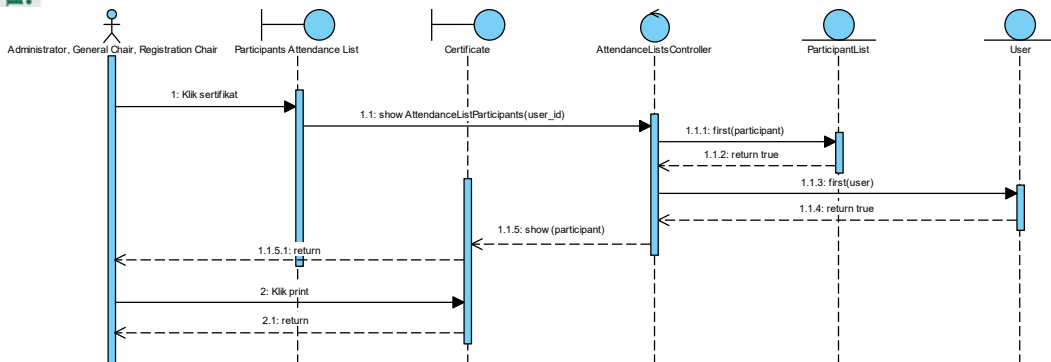 Administrator, General Chair, Registration Chair
Participants Attendance List
Certificate
AttendanceListsController
ParticipantList
User
1: Klik sertifikat
1.1: show AttendanceListParticipants(user_id)
1.1.1: first(participant)
1.1.2: return true
1.1.3: first(user)
1.1.4: return true
1.1.5: show (participant)
1.1.5.1: return
2: Klik print
2.1: return